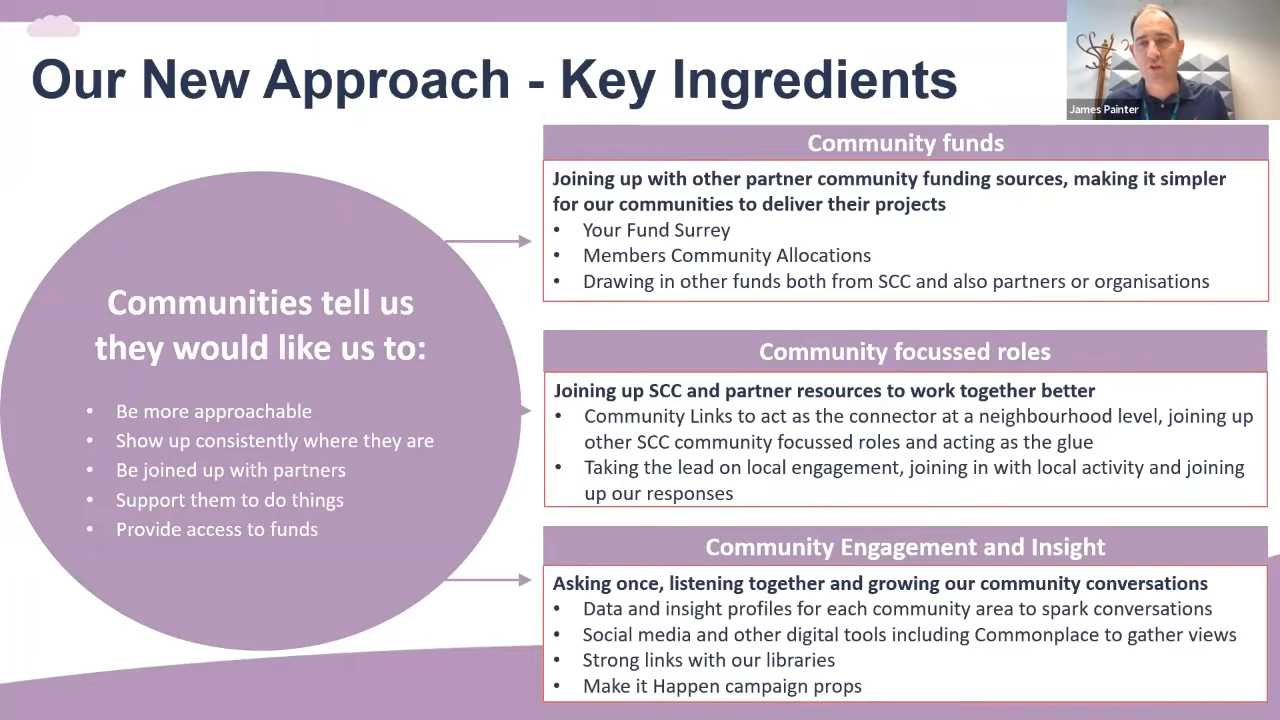 Our New Approach - Key Ingredients
James Painter
Communities tell us
they would like us to:
• Be more approachable
• Show up consistently where they are
• Be joined up with partners
• Support them to do things
• Provide access to funds
Community funds
Joining up with other partner community funding sources, making it simpler
for our communities to deliver their projects
• Your Fund Surrey
• Members Community Allocations
• Drawing in other funds both from SCC and also partners or organisations
Community focussed roles
Joining up SCC and partner resources to work together better
• Community Links to act as the connector at a neighbourhood level, joining up
other SCC community focussed roles and acting as the glue
• Taking the lead on local engagement, joining in with local activity and joining
up our responses
Community Engagement and Insight
Asking once, listening together and growing our community conversations
• Data and insight profiles for each community area to spark conversations
• Social media and other digital tools including Commonplace to gather views
• Strong links with our libraries
• Make it Happen campaign props